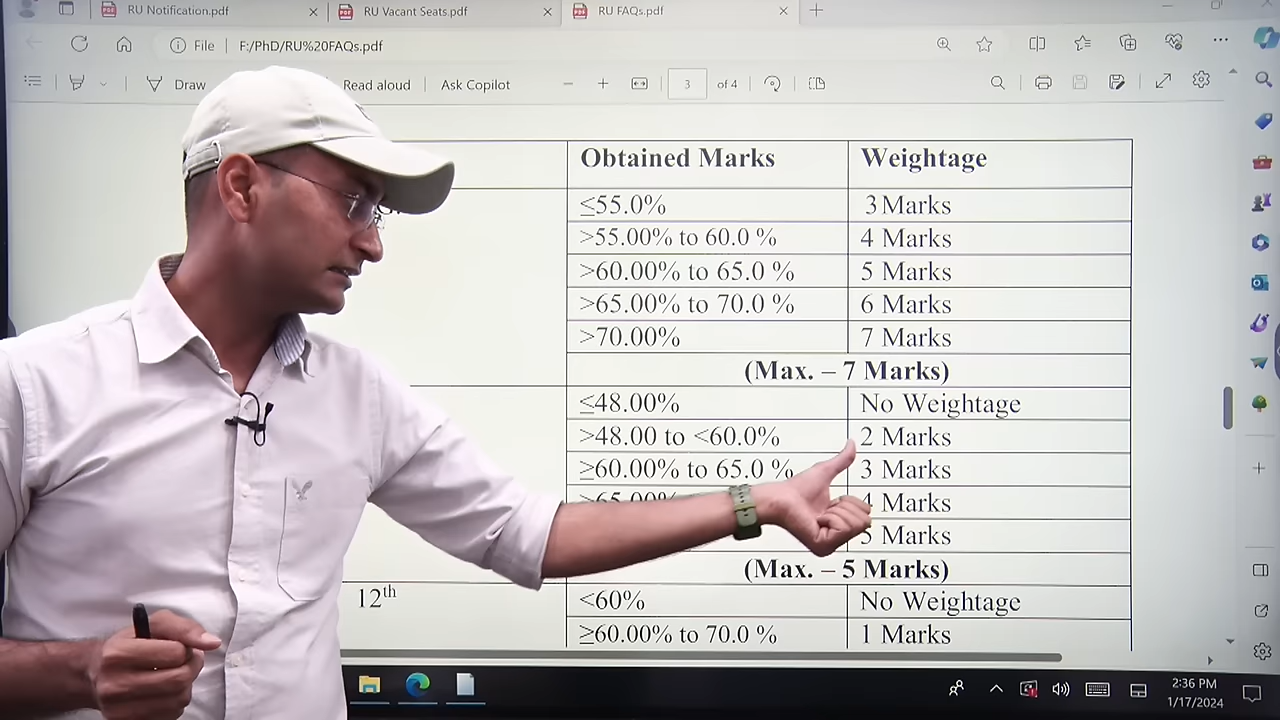 RU Notification.pdf
RU Vacant Seats.pdf
RU FAQs.pdf
File
F:/PhD/RU%20FAQs.pdf
Draw
Read aloud
Ask Copilot
3
of 4
Obtained Marks Weightage
≤55.0% 3 Marks
>55.00% to 60.0 % 4 Marks
>60.00% to 65.0 % 5 Marks
>65.00% to 70.0 % 6 Marks
>70.00% 7 Marks
(Max. – 7 Marks)
≤48.00% No Weightage
>48.00 to <60.0% 2 Marks
≥60.00% to 65.0 % 3 Marks
>65.00% 4 Marks
5 Marks
(Max. – 5 Marks)
12th <60% No Weightage
≥60.00% to 70.0 % 1 Marks
2:36 PM
1/17/2024